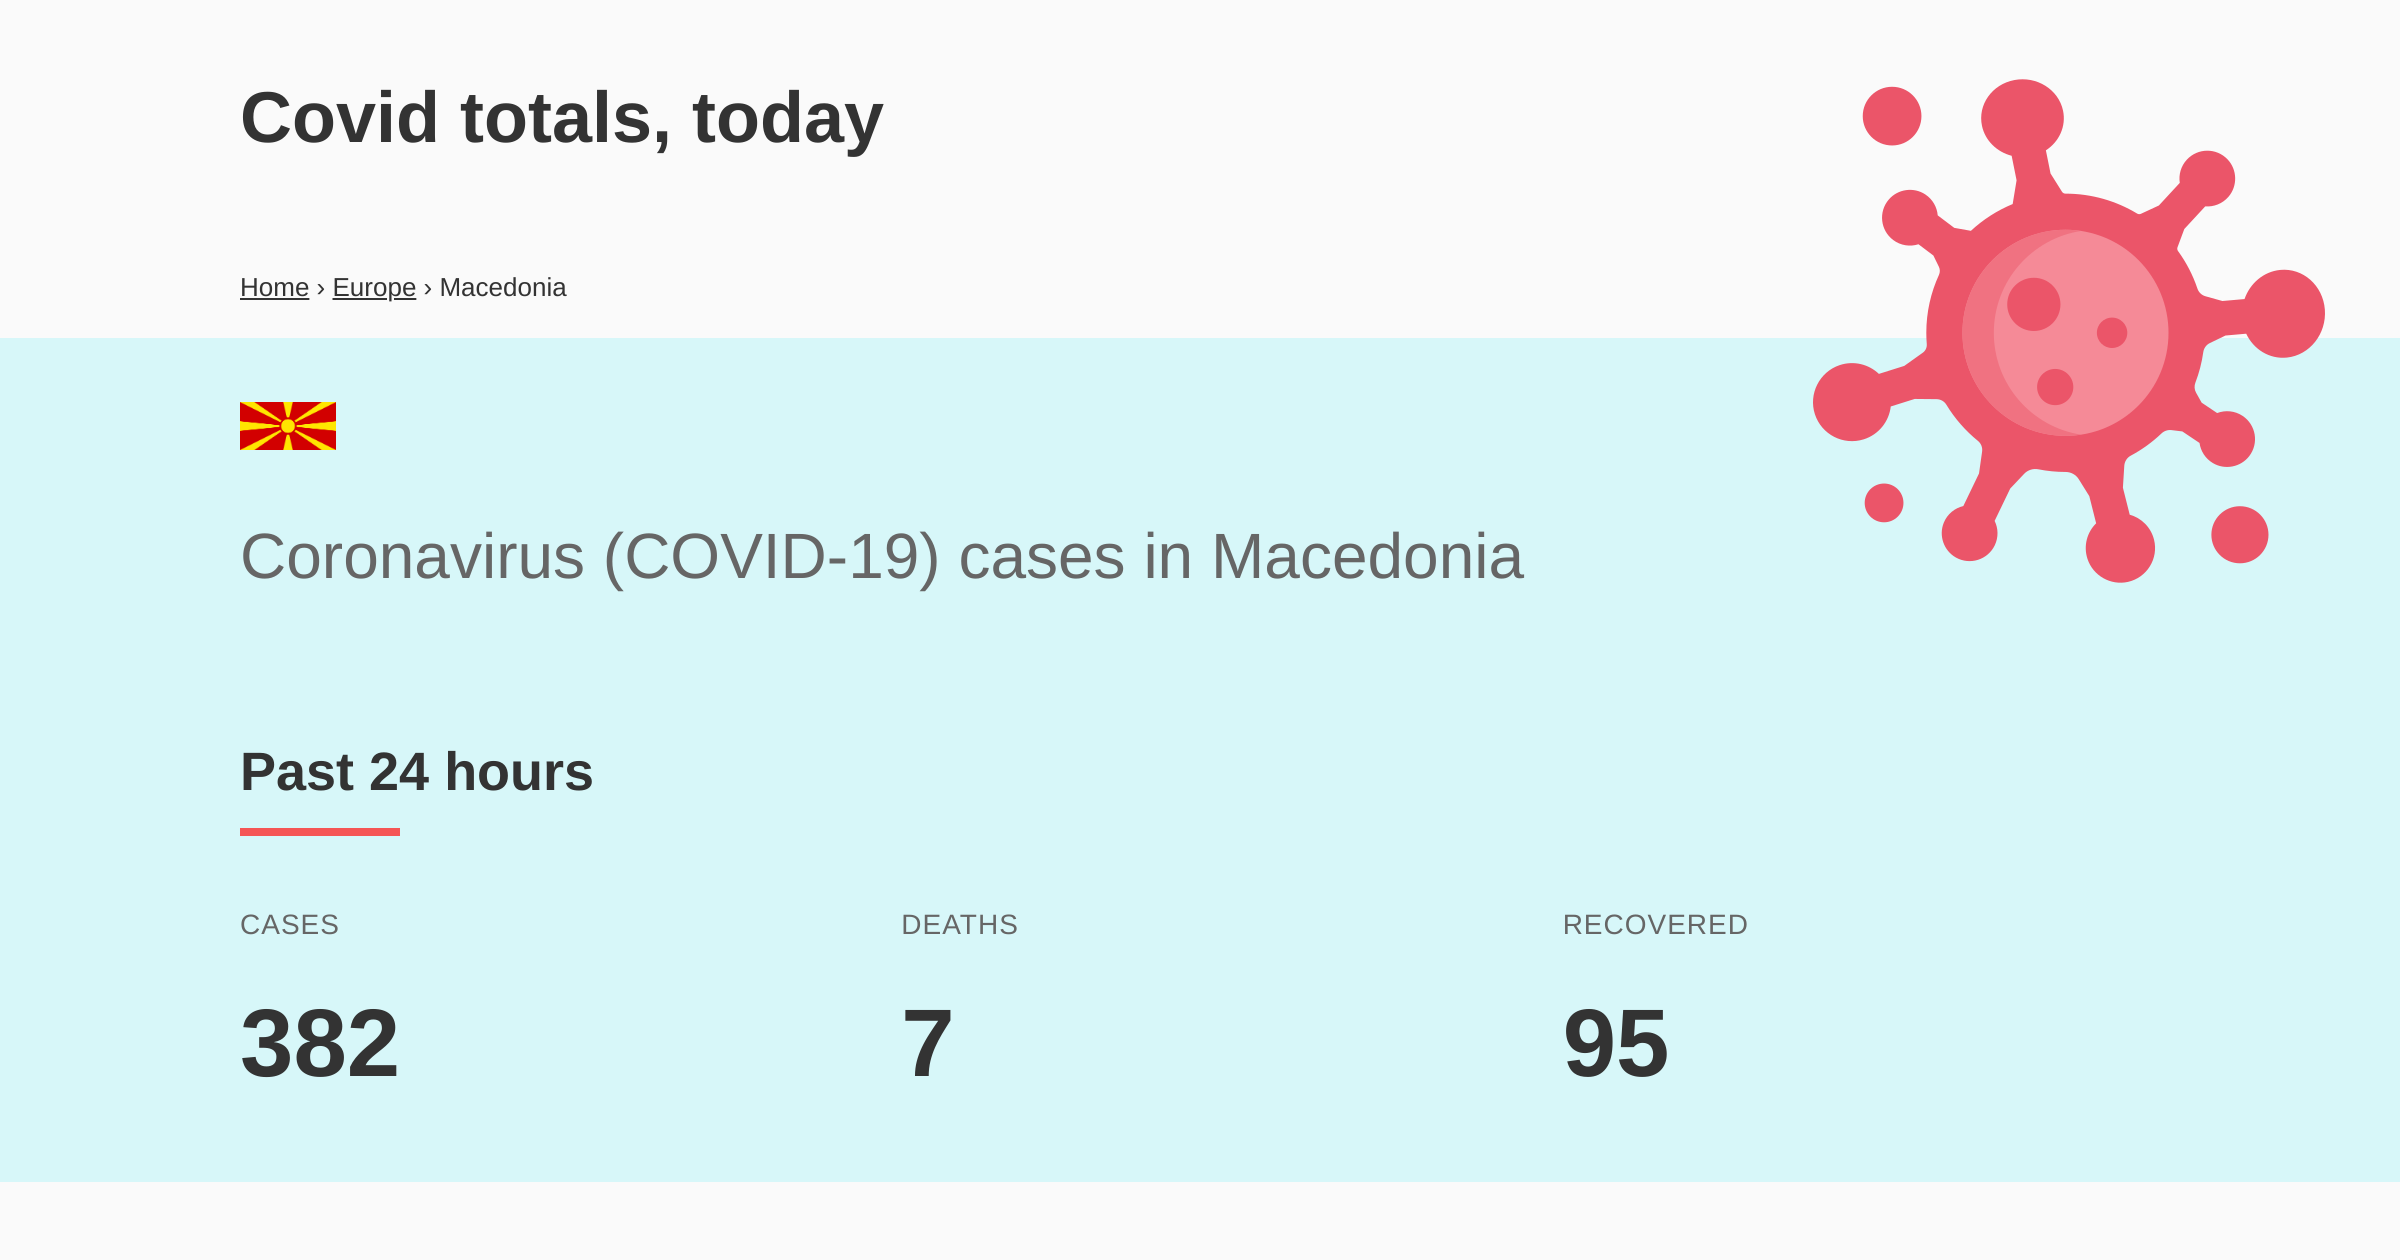 Covid totals, today
Home › Europe › Macedonia
Coronavirus (COVID-19) cases in Macedonia
Past 24 hours
CASES DEATHS RECOVERED
382 7 95